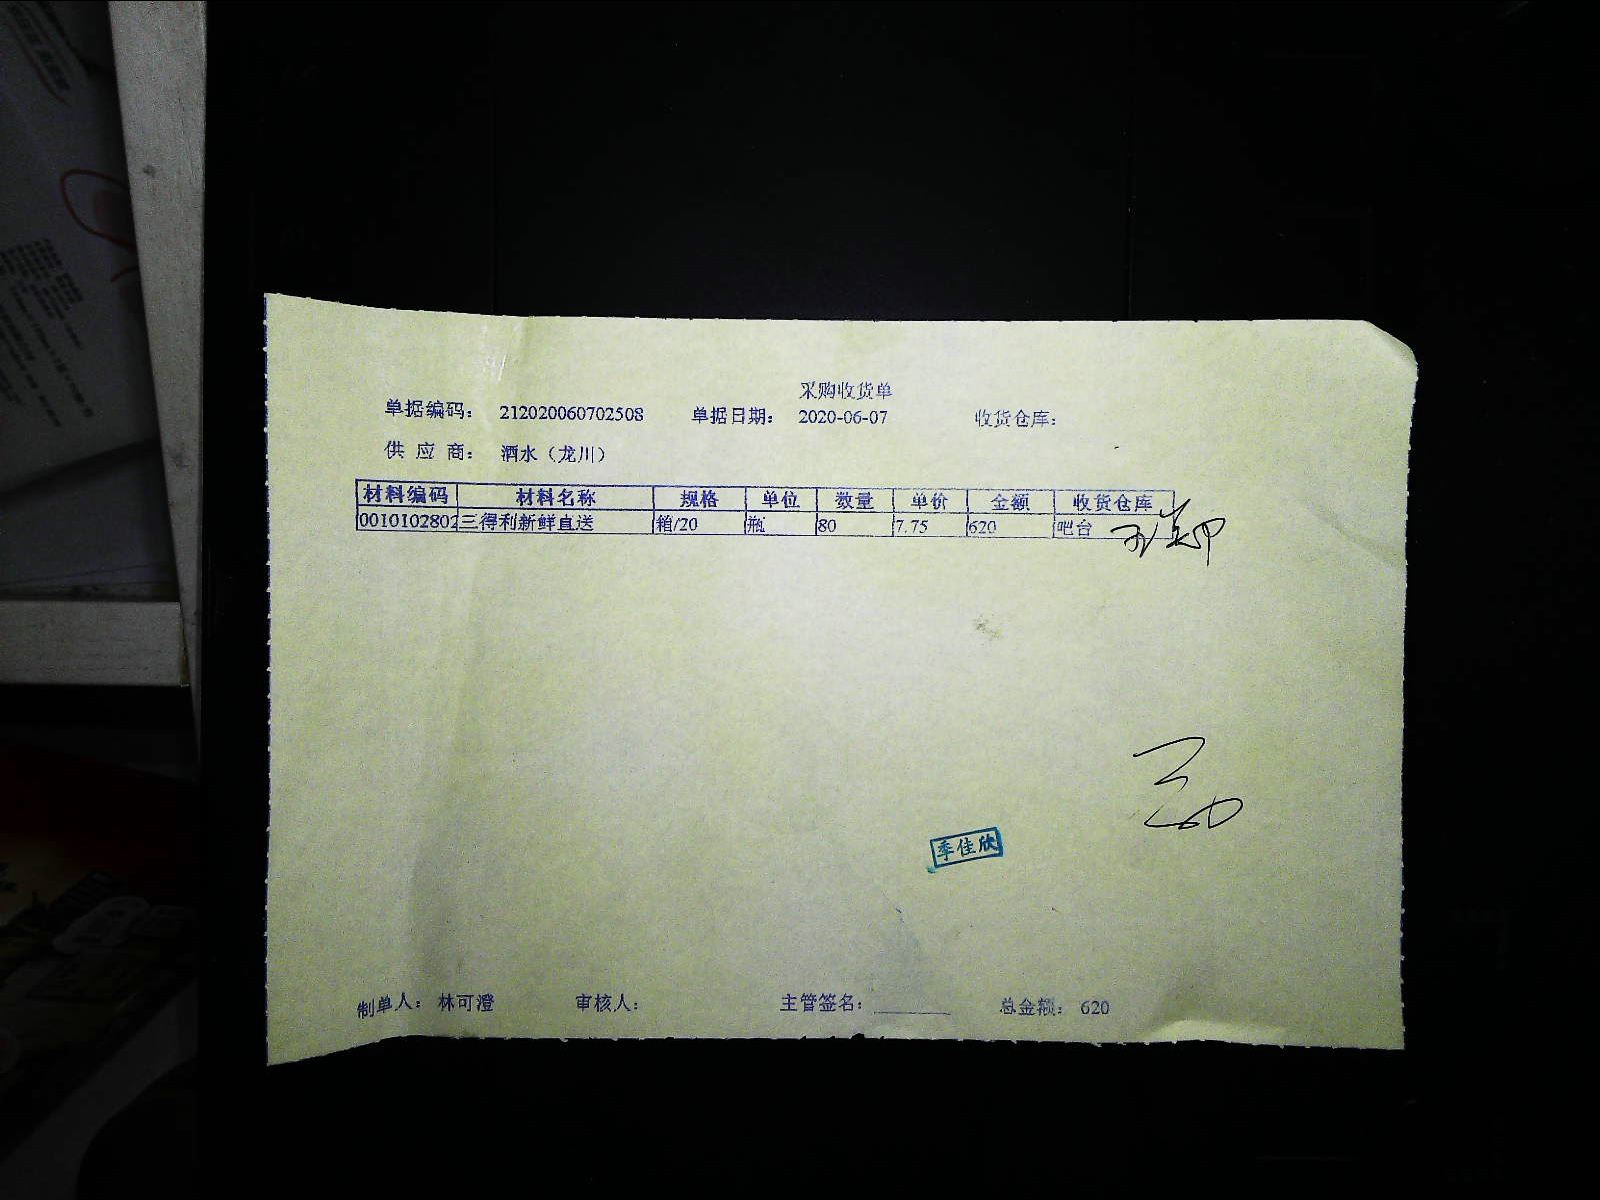 采购收货单
单据编码： 212020060702508 单据日期： 2020-06-07 收货仓库：
供 应 商： 酒水（龙川）
材料编码 材料名称 规格 单位 数量 单价 金额 收货仓库
0010102802 三得利新鲜直送 箱/20 瓶 80 7.75 620 吧台
季佳欣
制单人： 林可澄 审核人： 主管签名： 总金额： 620